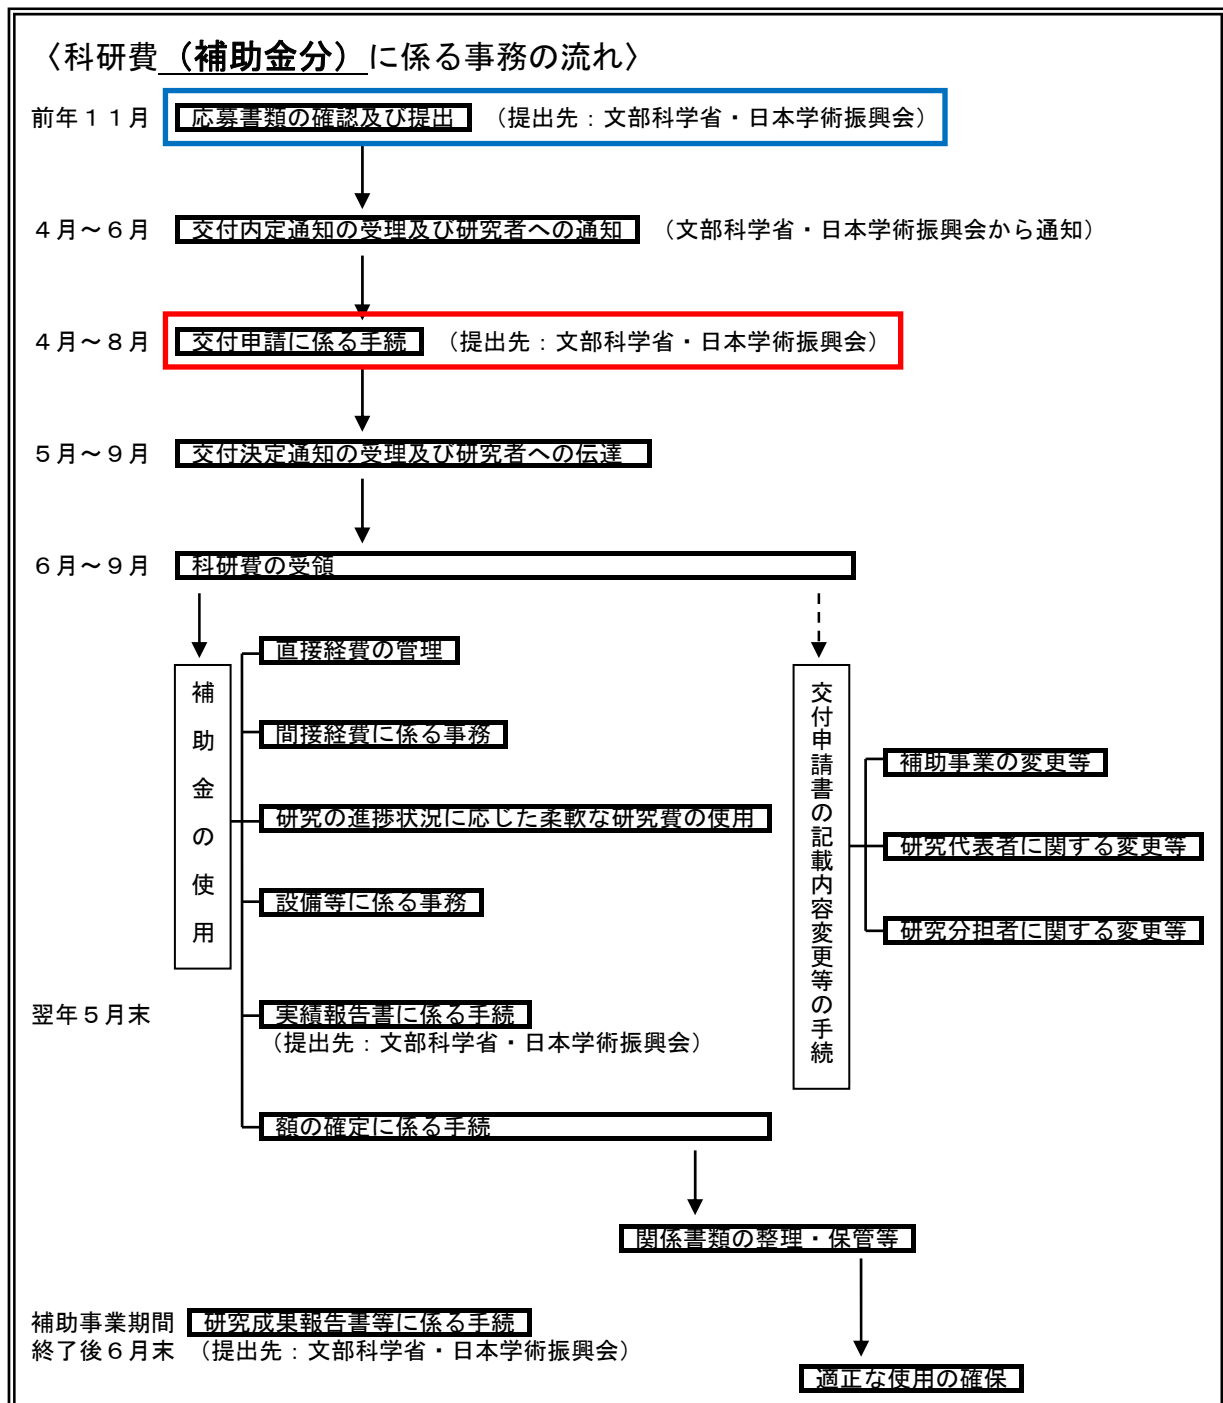 〈科研費（補助金分）に係る事務の流れ〉
前年１１月 応募書類の確認及び提出 （提出先：文部科学省・日本学術振興会）
４月～６月 交付内定通知の受理及び研究者への通知 （文部科学省・日本学術振興会から通知）
４月～８月 交付申請に係る手続 （提出先：文部科学省・日本学術振興会）
５月～９月 交付決定通知の受理及び研究者への伝達
６月～９月 科研費の受領
補助金の使用
直接経費の管理
間接経費に係る事務
研究の進捗状況に応じた柔軟な研究費の使用
設備等に係る事務
翌年５月末 実績報告書に係る手続
（提出先：文部科学省・日本学術振興会）
額の確定に係る手続
交付申請書の記載内容変更等の手続
補助事業の変更等
研究代表者に関する変更等
研究分担者に関する変更等
関係書類の整理・保管等
補助事業期間 研究成果報告書等に係る手続
終了後６月末 （提出先：文部科学省・日本学術振興会）
適正な使用の確保